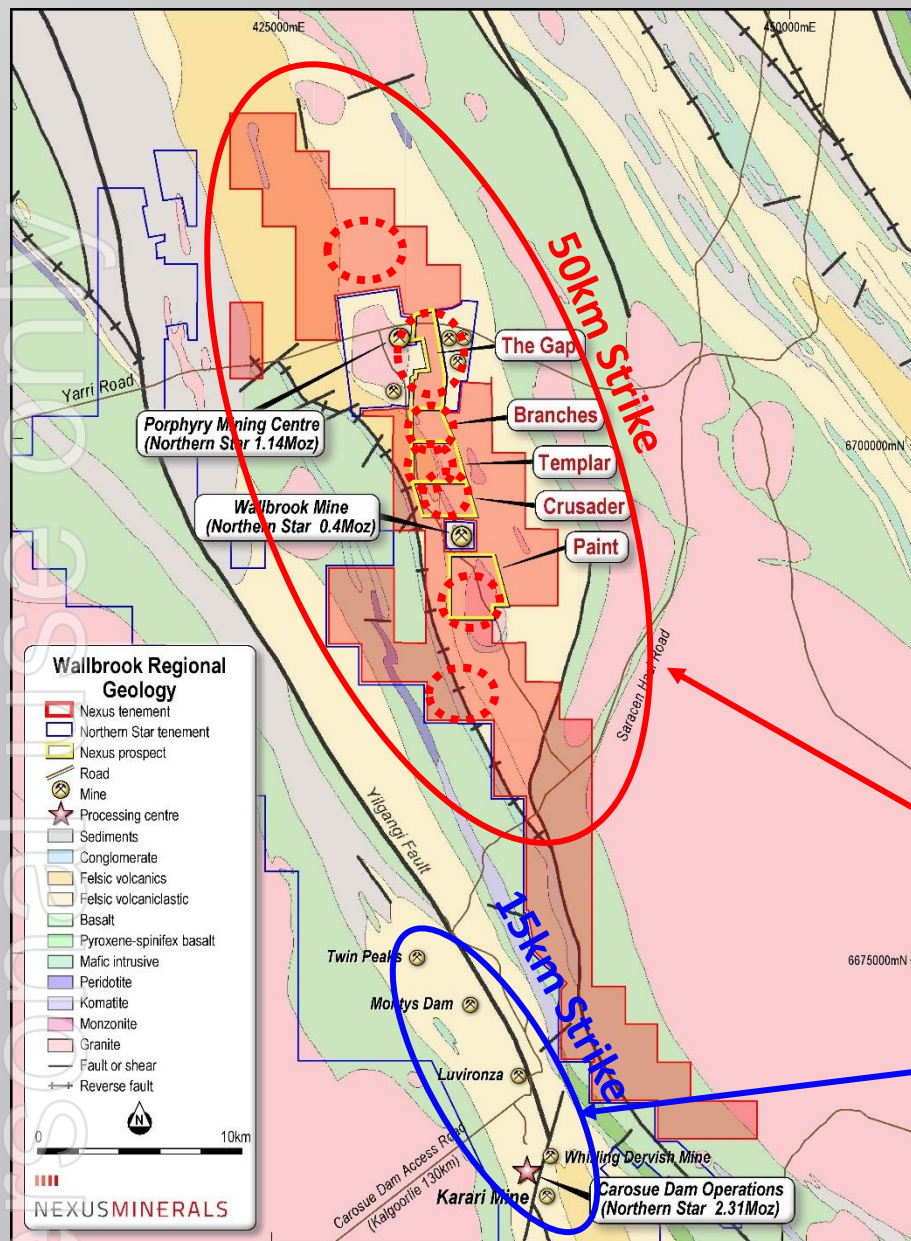 425000mE
450000mE
50km Strike
Yarri Road
The Gap
Porphyry Mining Centre
(Northern Star 1.14Moz)
Branches
6700000mN
Templar
Wallbrook Mine
(Northern Star 0.4Moz)
Crusader
Paint
Saracen Haul Road
Wallbrook Regional
Geology
Nexus tenement
Northern Star tenement
Nexus prospect
Road
Mine
Processing centre
Sediments
Conglomerate
Felsic volcanics
Felsic volcaniclastic
Basalt
Pyroxene-spinifex basalt
Mafic intrusive
Peridotite
Komatite
Monzonite
Granite
Fault or shear
Reverse fault
N
0 10km
NEXUSMINERALS
Yilgangi Fault
15km Strike
Twin Peaks
6675000mN
Montys Dam
Luvironza
Carosue Dam Access Road
(Kalgoorlie 130km)
Whirling Dervish Mine
Karari Mine
Carosue Dam Operations
(Northern Star 2.31Moz)
ersonal use only